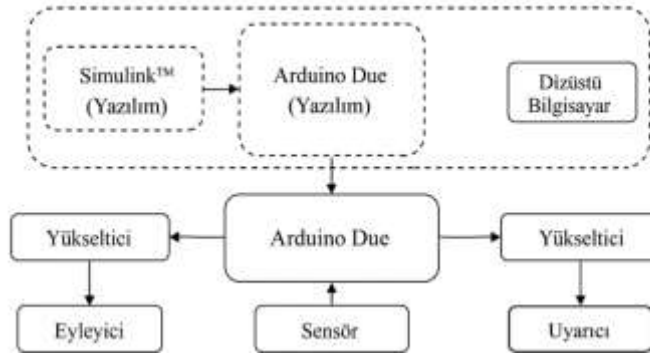 Simulink™
(Yazılım)
Arduino Due
(Yazılım)
Dizüstü
Bilgisayar
Yükseltici
Arduino Due
Yükseltici
Eyleyici
Sensör
Uyarıcı